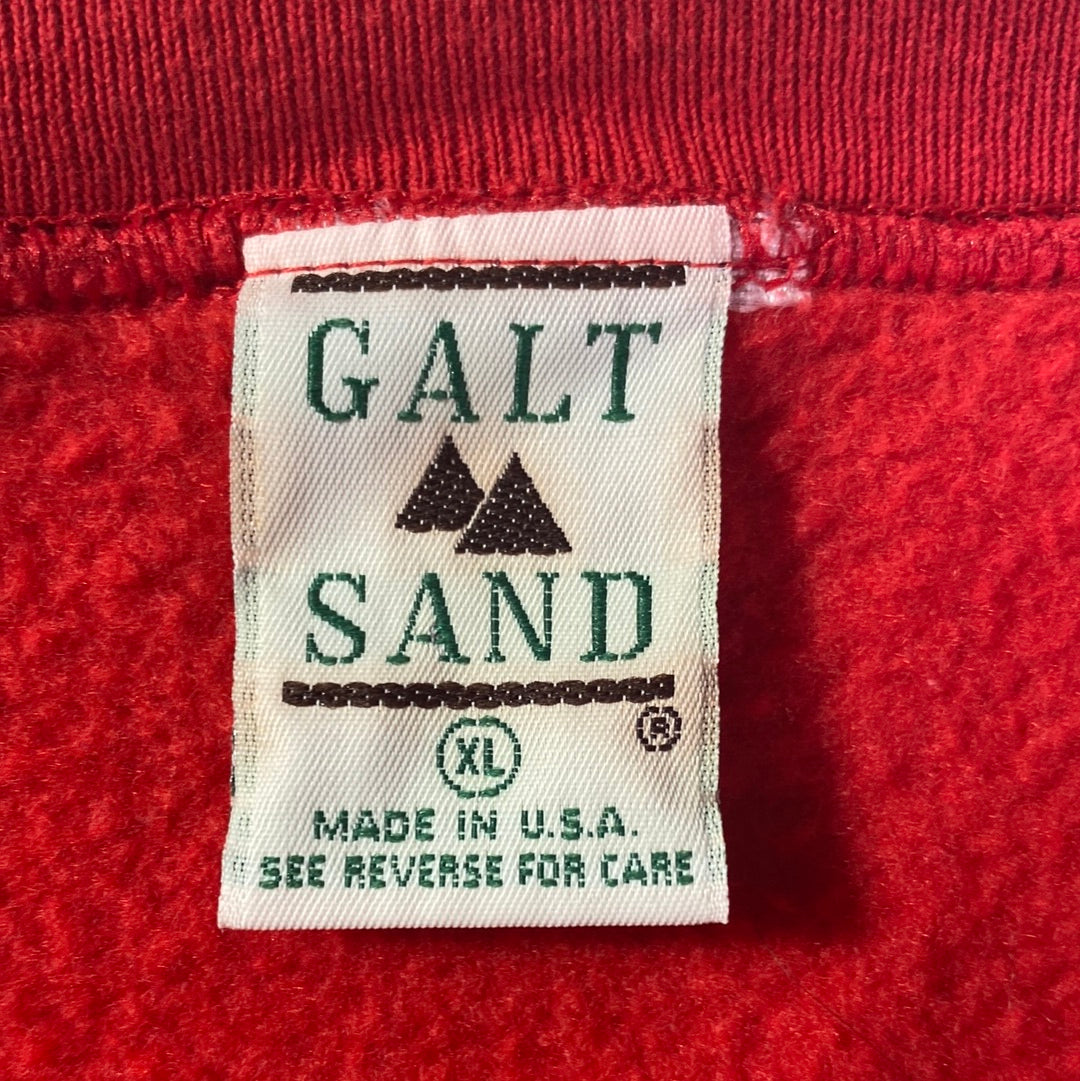 GALT
SAND
®
XL
MADE IN U.S.A.
SEE REVERSE FOR CARE